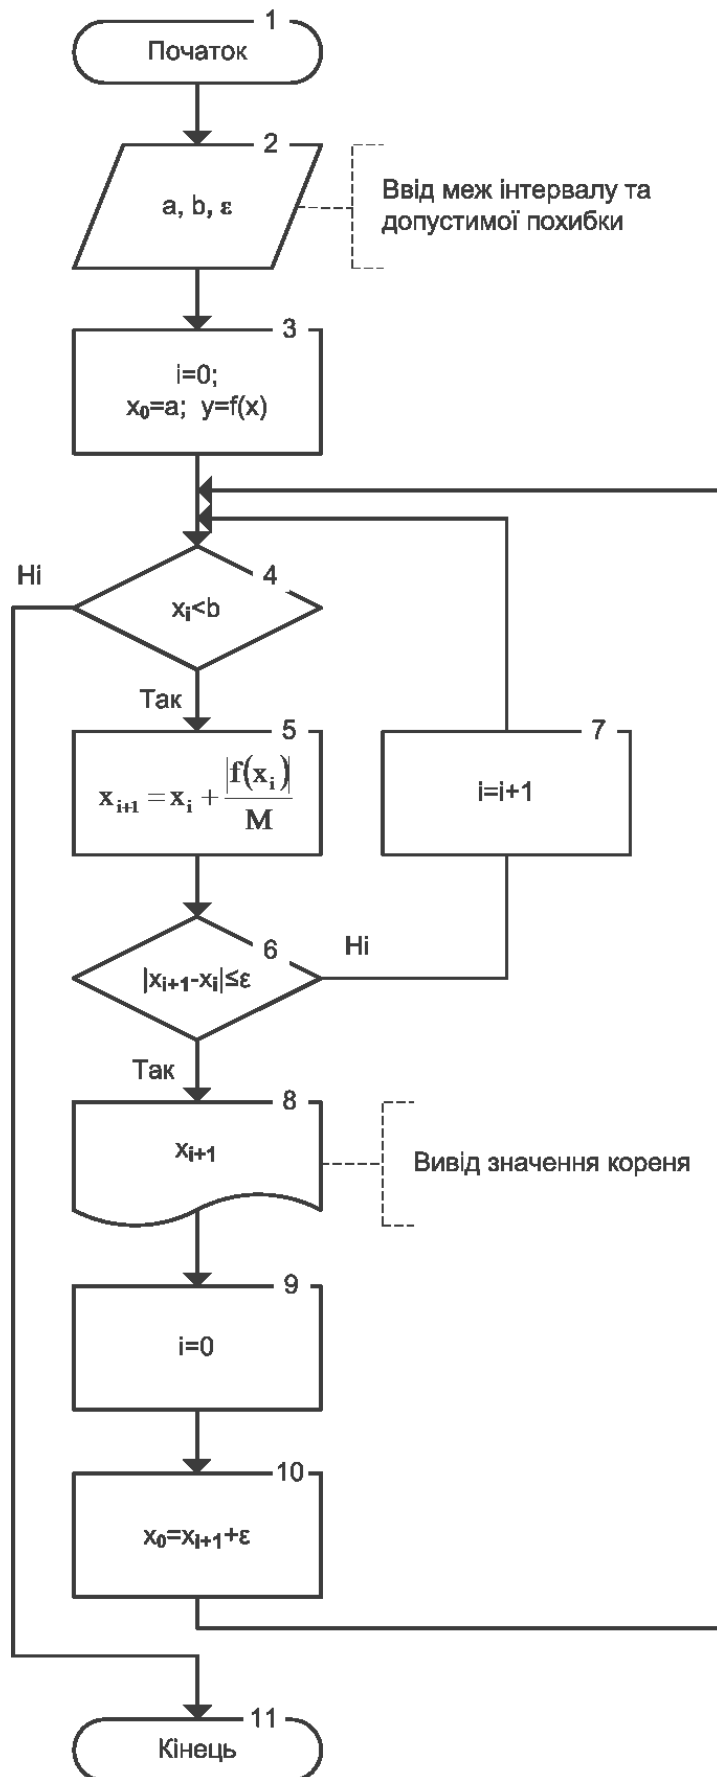 1
Початок
2
a, b, ε
Ввід меж інтервалу та
допустимої похибки
3
i=0;
x₀=a; y=f(x)
Ні
4
xᵢ<b
Так
5
xᵢ₊₁ = xᵢ + |f(xᵢ)| / M
7
i=i+1
6
Ні
|xᵢ₊₁-xᵢ|≤ε
Так
8
xᵢ₊₁
Вивід значення кореня
9
i=0
10
x₀=xᵢ₊₁+ε
11
Кінець